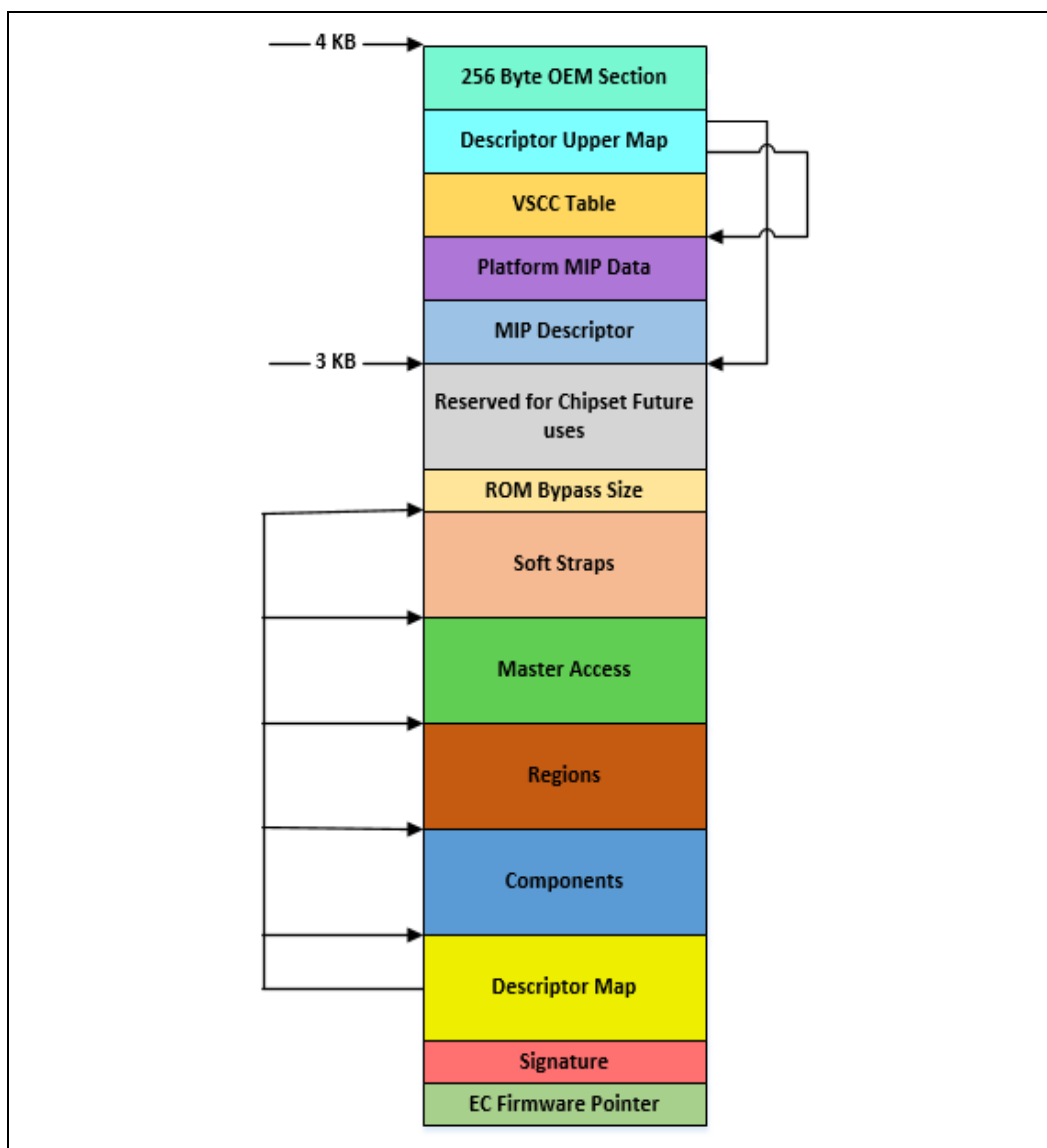 4 KB
256 Byte OEM Section
Descriptor Upper Map
VSCC Table
Platform MIP Data
MIP Descriptor
3 KB
Reserved for Chipset Future
uses
ROM Bypass Size
Soft Straps
Master Access
Regions
Components
Descriptor Map
Signature
EC Firmware Pointer